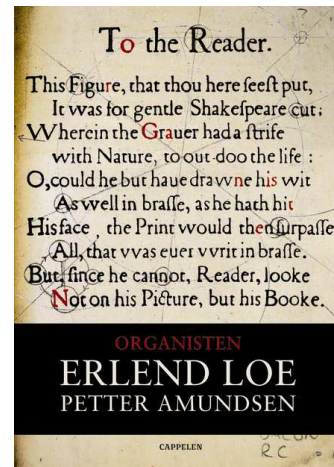 To the Reader.
This Figure, that thou here seeſt put,
It was for gentle Shakeſpeare cut;
VVherein the Grauer had a ſtrife
with Nature, to out-doo the life :
O,could he but haue dravvne his wit
As well in braſſe, as he hath hit
His face , the Print would then ſurpaſſe
All, that vvas euer vvrit in braſſe.
But, ſince he cannot, Reader, looke
Not on his Picture, but his Booke.
ORGANISTEN
ERLEND LOE
PETTER AMUNDSEN
CAPPELEN
R C